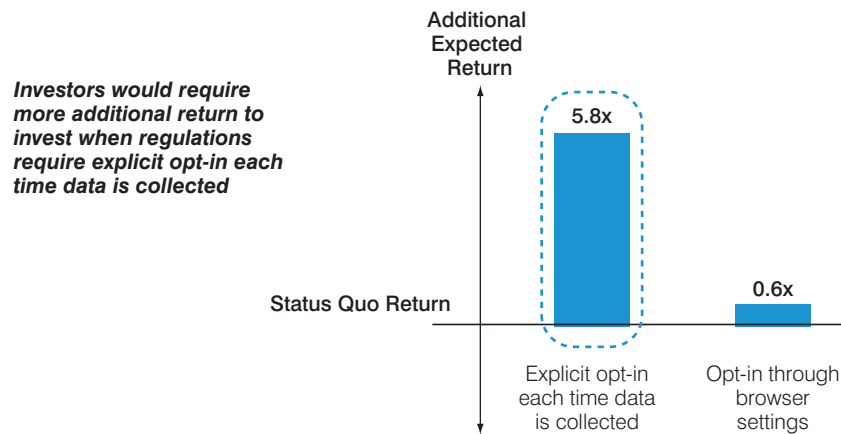 Additional
Expected
Return
Investors would require
more additional return to
invest when regulations
require explicit opt-in each
time data is collected
5.8x
0.6x
Status Quo Return
Explicit opt-in
each time data
is collected
Opt-in through
browser
settings